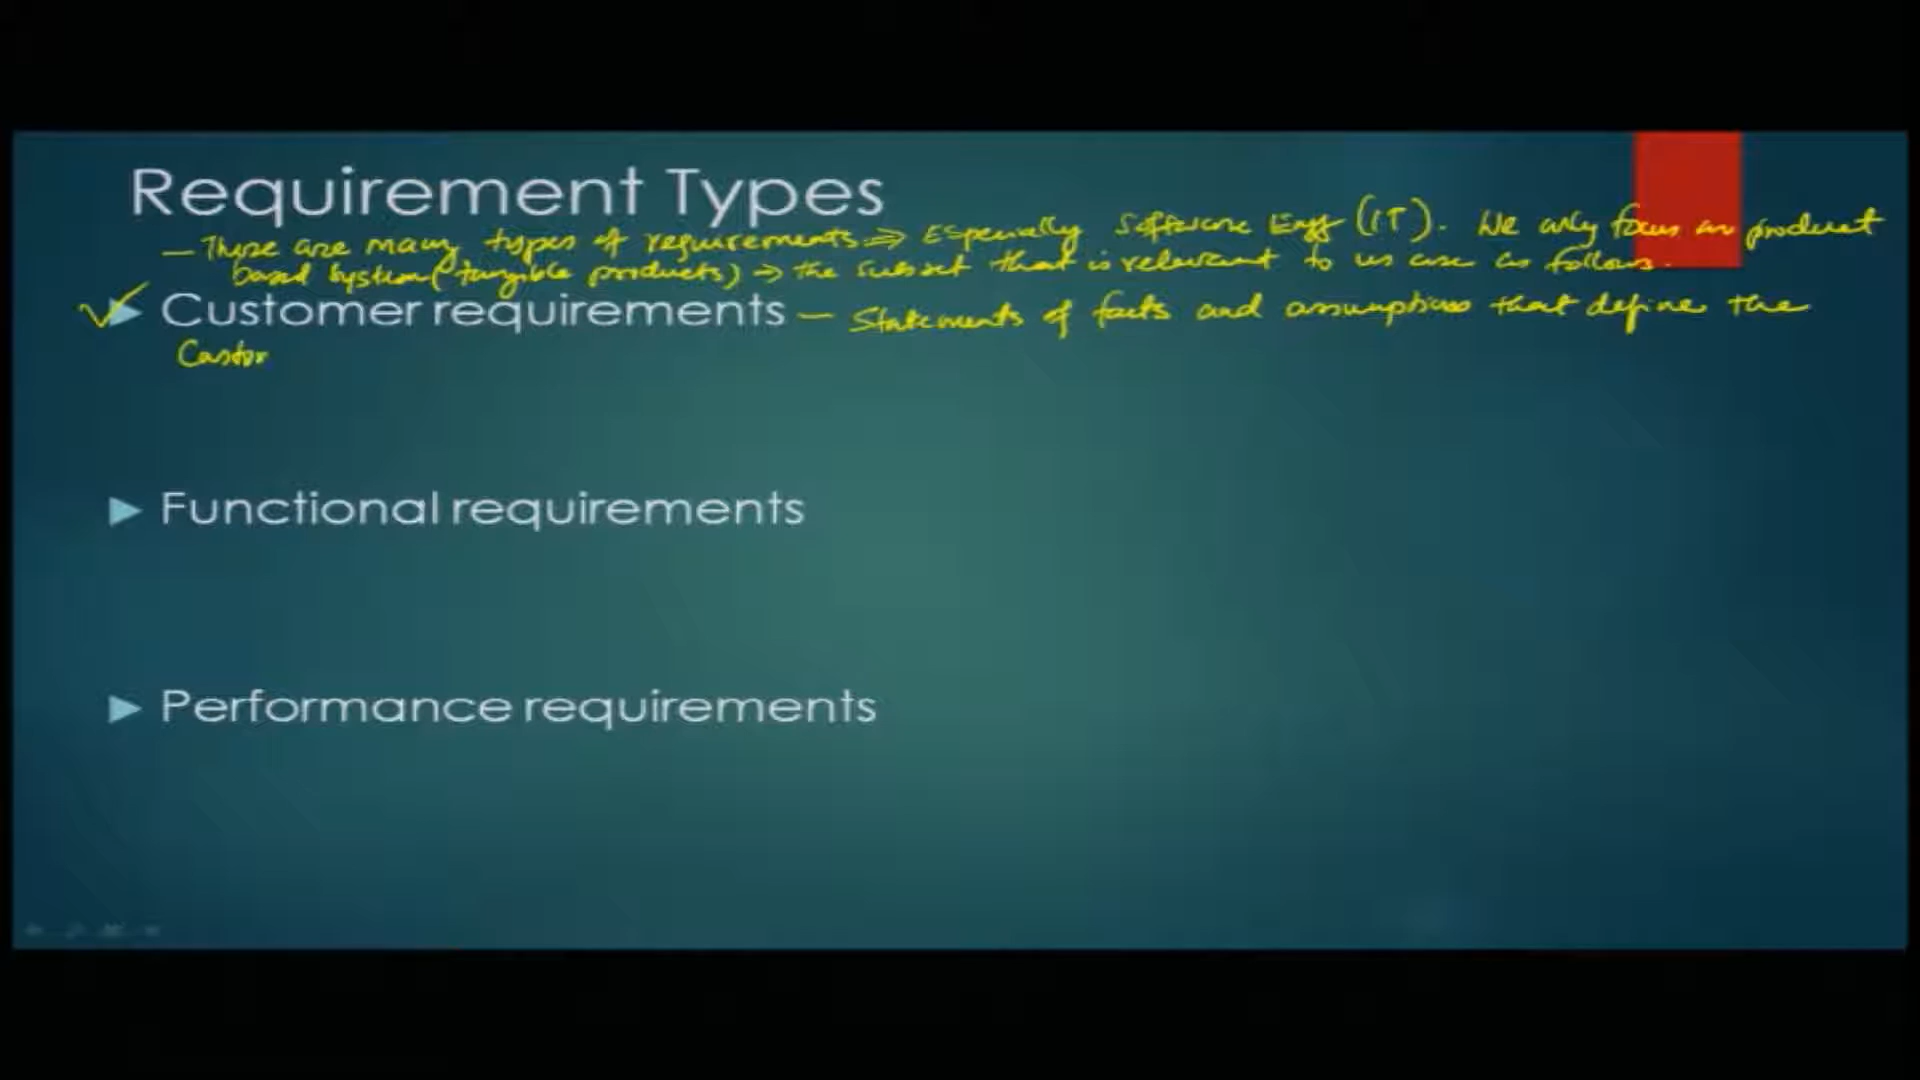 Requirement Types
— There are many types of requirements ⇒ Especially Software Engg (IT). We only focus on product
based system (tangible products) → the subset that is relevant to us are as follows.
Customer requirements — Statements of facts and assumptions that define the
Custom
Functional requirements
Performance requirements